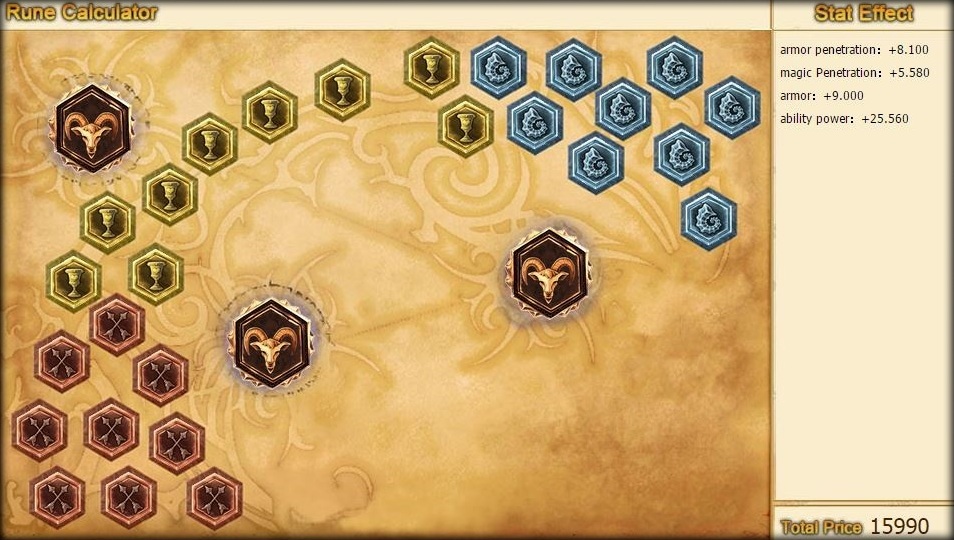 Rune Calculator
Stat Effect
armor penetration: +8.100
magic Penetration: +5.580
armor: +9.000
ability power: +25.560
Total Price 15990